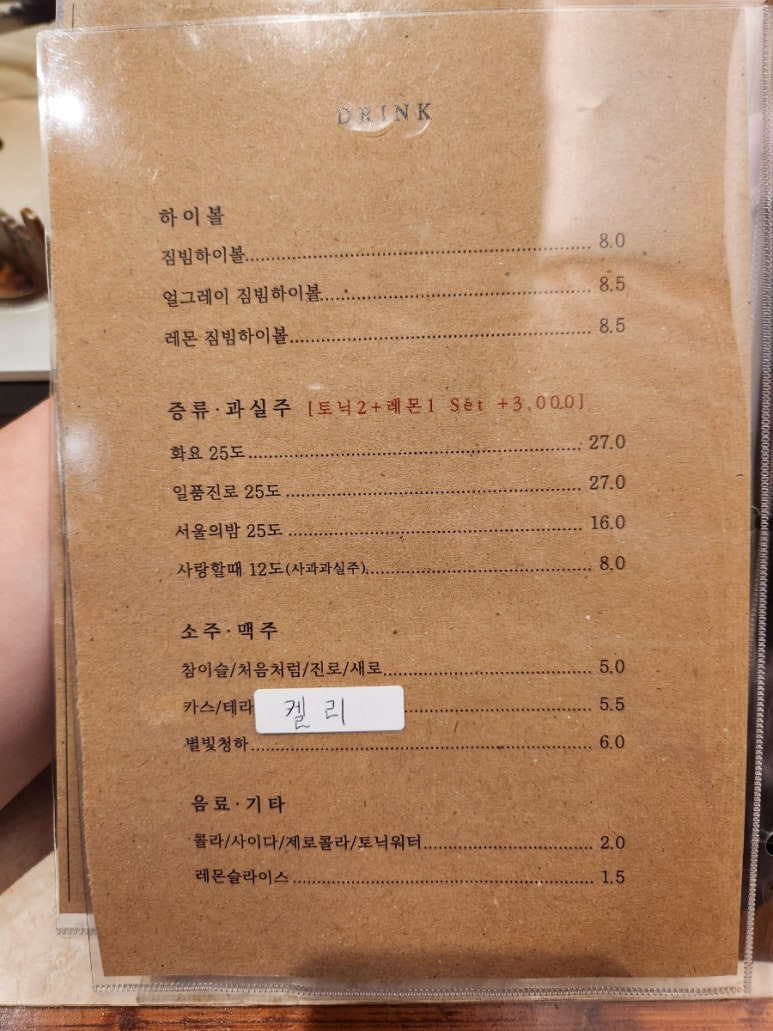 DRINK
하이볼
짐빔하이볼 8.0
얼그레이 짐빔하이볼 8.5
레몬 짐빔하이볼 8.5
증류·과실주 [토닉2+레몬1 Set +3,000]
화요 25도 27.0
일품진로 25도 27.0
서울의밤 25도 16.0
사랑할때 12도(사과과실주) 8.0
소주·맥주
참이슬/처음처럼/진로/새로 5.0
카스/테라 켈리 5.5
별빛청하 6.0
음료·기타
콜라/사이다/제로콜라/토닉워터 2.0
레몬슬라이스 1.5